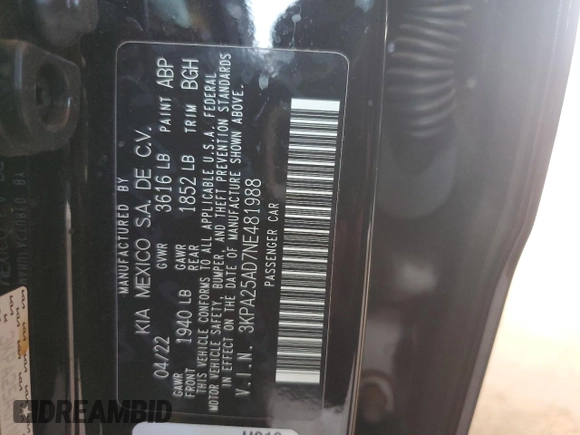 MANUFACTURED BY
KIA MEXICO S.A. DE C.V.
04/22 GVWR 3616 LB PAINT ABP
GAWR FRONT 1940 LB GAWR REAR 1852 LB TRIM BGH
THIS VEHICLE CONFORMS TO ALL APPLICABLE U.S.A. FEDERAL
MOTOR VEHICLE SAFETY, BUMPER, AND THEFT PREVENTION STANDARDS
IN EFFECT ON THE DATE OF MANUFACTURE SHOWN ABOVE.
V.I.N. 3KPA25AD7NE481988
PASSENGER CAR
DREAMBID